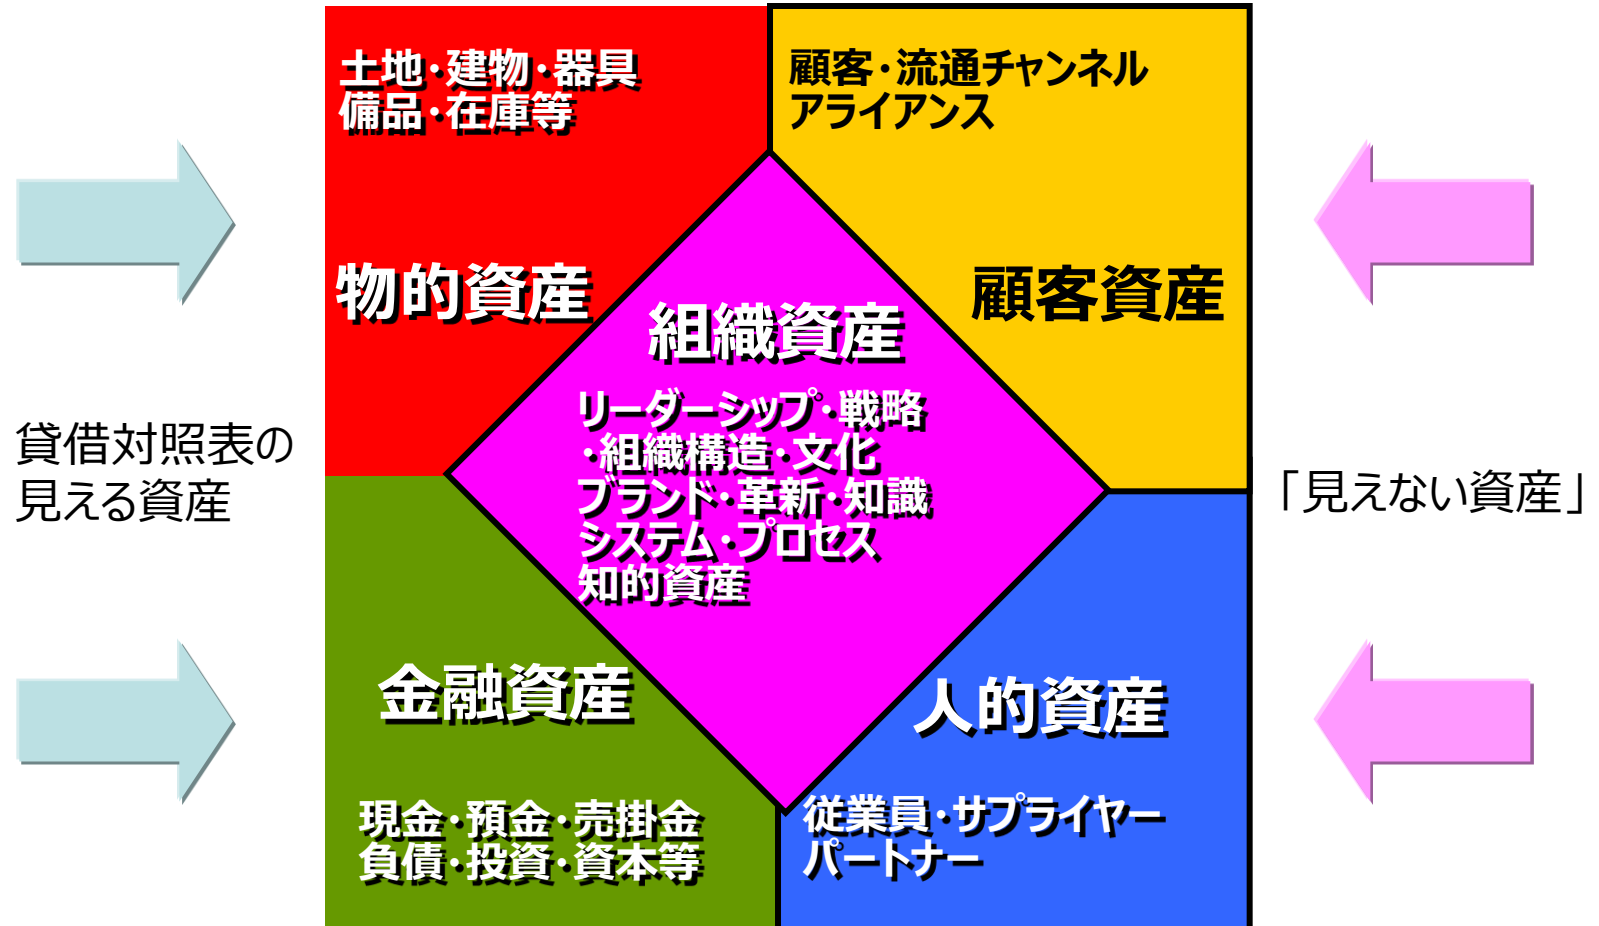 土地・建物・器具
備品・在庫等
物的資産
顧客・流通チャンネル
アライアンス
顧客資産
組織資産
リーダーシップ・戦略
・組織構造・文化
ブランド・革新・知識
システム・プロセス
知的資産
貸借対照表の
見える資産
「見えない資産」
金融資産
現金・預金・売掛金
負債・投資・資本等
人的資産
従業員・サプライヤー
パートナー